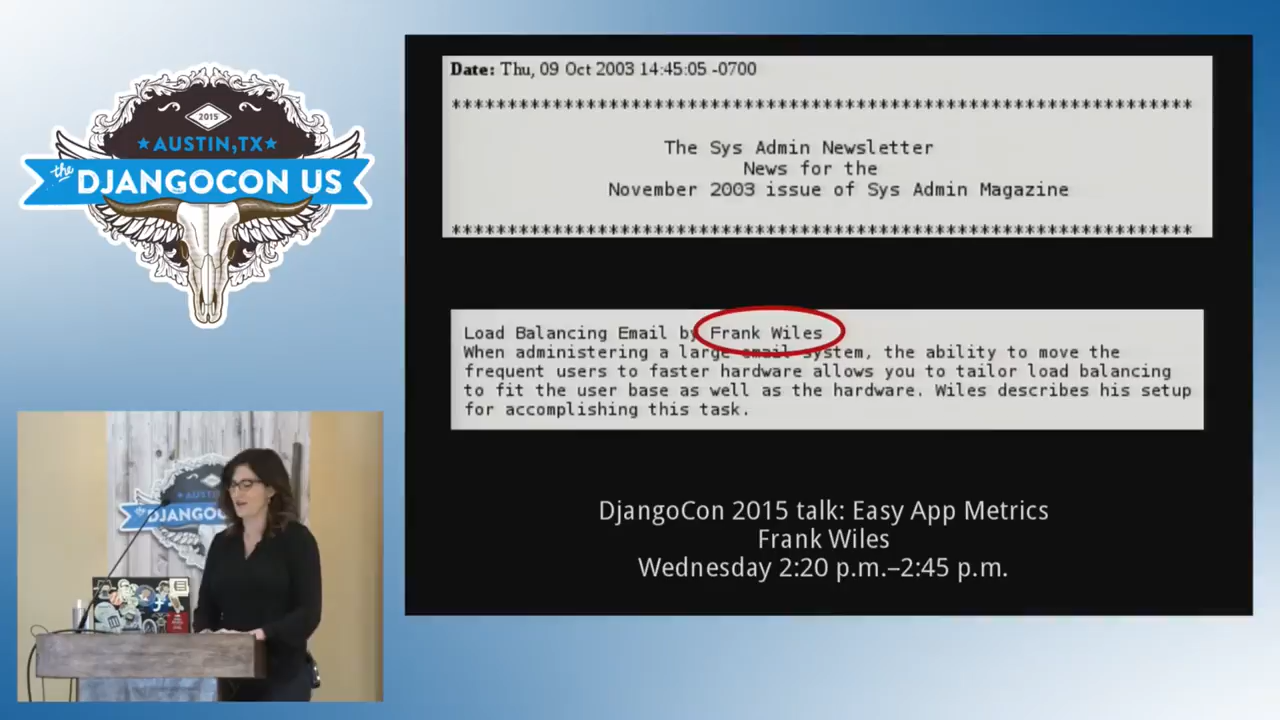 2015
AUSTIN, TX
the
DJANGOCON US
Date: Thu, 09 Oct 2003 14:45:05 -0700
*******************************************************************
The Sys Admin Newsletter
News for the
November 2003 issue of Sys Admin Magazine
*******************************************************************
Load Balancing Email by Frank Wiles
When administering a large email system, the ability to move the
frequent users to faster hardware allows you to tailor load balancing
to fit the user base as well as the hardware. Wiles describes his setup
for accomplishing this task.
DjangoCon 2015 talk: Easy App Metrics
Frank Wiles
Wednesday 2:20 p.m.–2:45 p.m.